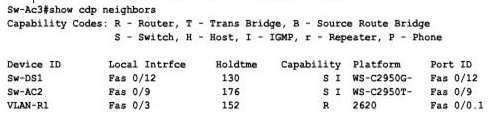 Sw-Ac3#show cdp neighbors
Capability Codes: R - Router, T - Trans Bridge, B - Source Route Bridge
S - Switch, H - Host, I - IGMP, r - Repeater, P - Phone
Device ID Local Intrfce Holdtme Capability Platform Port ID
Sw-DS1 Fas 0/12 130 S I WS-C2950G- Fas 0/12
Sw-AC2 Fas 0/9 176 S I WS-C2950T- Fas 0/9
VLAN-R1 Fas 0/3 152 R 2620 Fas 0/0.1